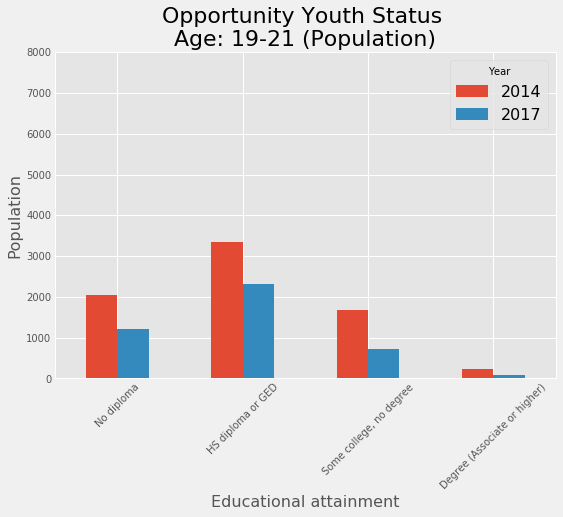 Opportunity Youth Status
Age: 19-21 (Population)
Year
2014
2017
Population
8000
7000
6000
5000
4000
3000
2000
1000
0
No diploma
HS diploma or GED
Some college, no degree
Degree (Associate or higher)
Educational attainment